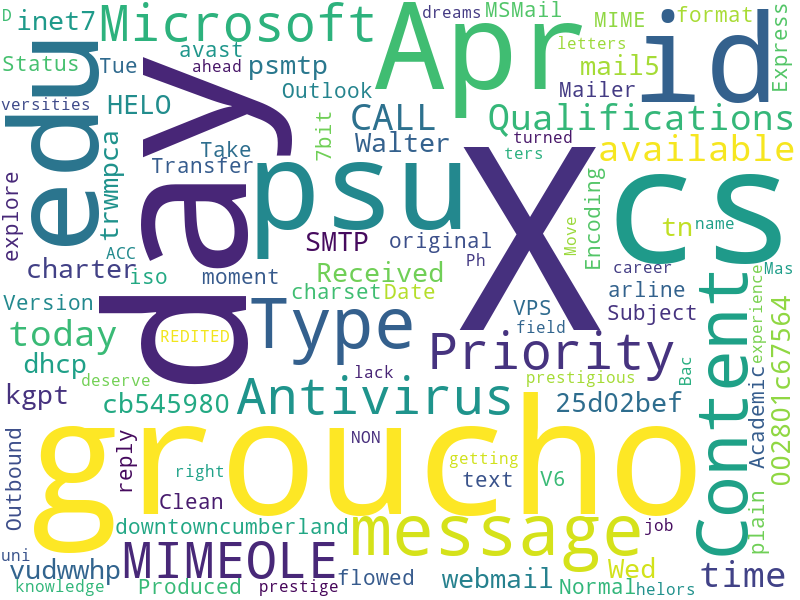 D
inet7
Microsoft
Apr
dreams
MSMail
MIME
id
format
Express
edu
Status
Tue
avast
ahead
psmtp
letters
mail5
versities
HELO
day
Outlook
CALL
Mailer
Qualifications
trwmpca
Take
Transfer
7bit
Walter
X
turned
ters
available
explore
psu
cs
ACC
SMTP
original
Ph
Move
Encoding
tn
name
charter
iso
moment
Received
career
Mas
Version
charset
Date
VPS
arline
Subject
Content
experience
002801c67564
today
REDITED
Type
field
Priority
dhcp
deserve
lack
prestigious
Bac
Academic
kgpt
cb545980
Antivirus
25d02bef
Outbound
reply
groucho
NON
right
getting
text
V6
Clean
plain
downtowncumberland
message
job
uni
vudwwhp
MIMEOLE
flowed
webmail
Wed
time
knowledge
Produced
prestige
Normal
helors